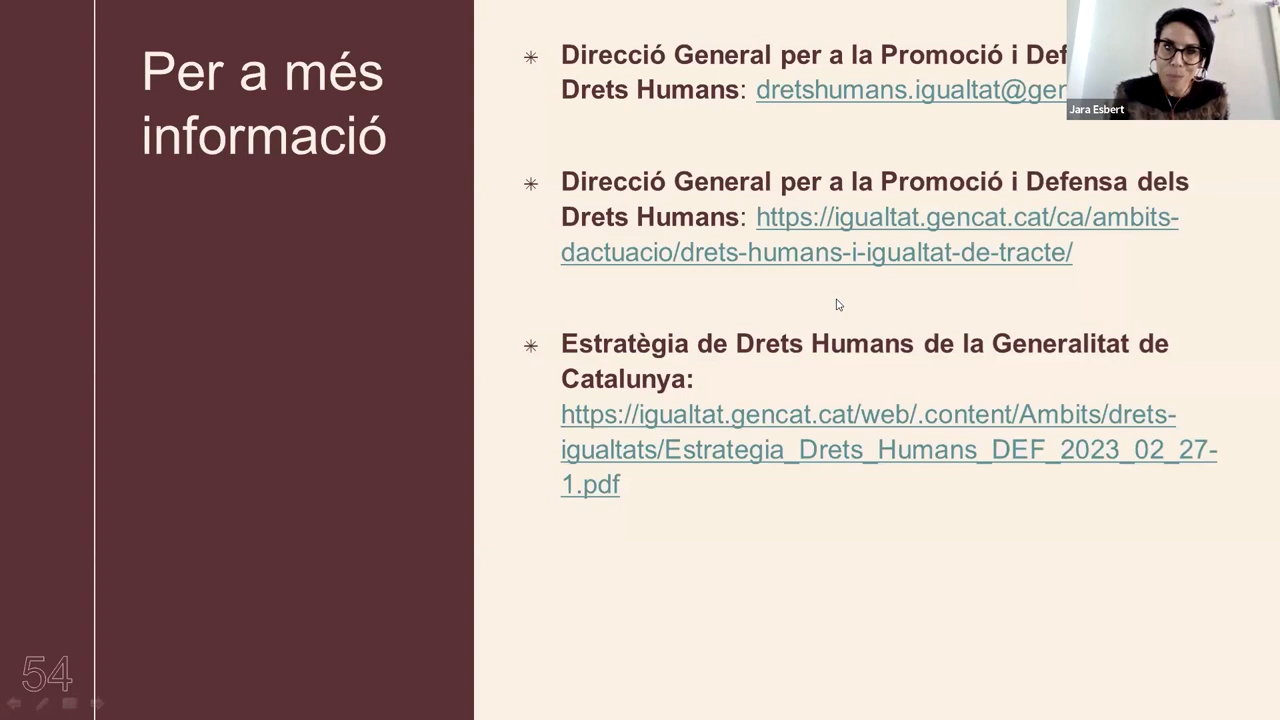 Per a més
informació
Direcció General per a la Promoció i
Drets Humans: dretshumans.igualtat@
Jara Esbert
Direcció General per a la Promoció i Defensa dels
Drets Humans: https://igualtat.gencat.cat/ca/ambits-
dactuacio/drets-humans-i-igualtat-de-tracte/
Estratègia de Drets Humans de la Generalitat de
Catalunya:
https://igualtat.gencat.cat/web/.content/Ambits/drets-
igualtats/Estrategia_Drets_Humans_DEF_2023_02_27-
1.pdf
54